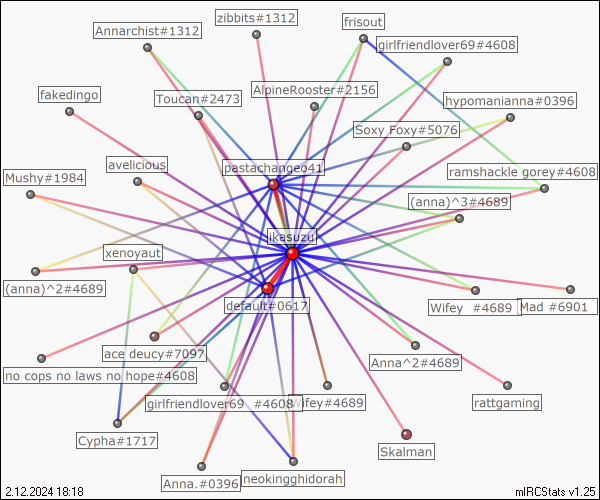 zibbits#1312
frisout
Annarchist#1312
girlfriendlover69#4608
AlpineRooster#2156
fakedingo
Toucan#2473
hypomanianna#0396
Soxy Foxy#5076
avelicious
pastachangeo41
ramshackle gorey#4608
Mushy#1984
(anna)^3#4689
ikasuzu
xenoyaut
(anna)^2#4689
default#0617
Wifey #4689
Mad #6901
ace deucy#7097
Anna^2#4689
no cops no laws no hope#4608
girlfriendlover69 #4608
Wifey#4689
rattgaming
Cypha#1717
Skalman
Anna.#0396
neokingghidorah
2.12.2024 18:18
mIRCStats v1.25